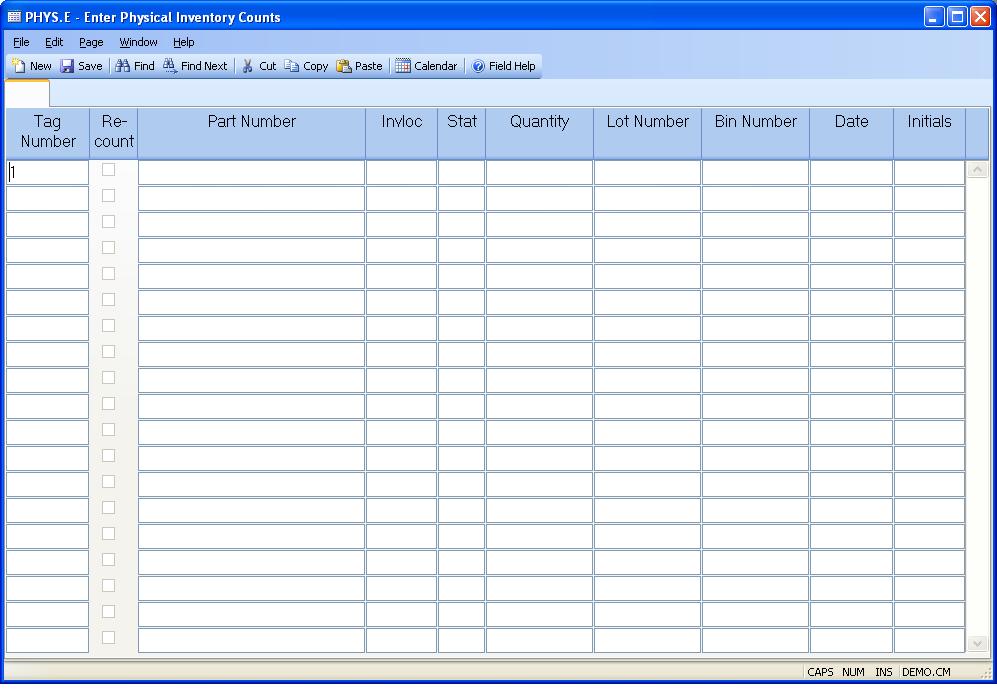 PHYS.E - Enter Physical Inventory Counts
File Edit Page Window Help
New Save Find Find Next Cut Copy Paste Calendar Field Help
Tag Number Re-count Part Number Invloc Stat Quantity Lot Number Bin Number Date Initials
1
CAPS NUM INS DEMO.CM